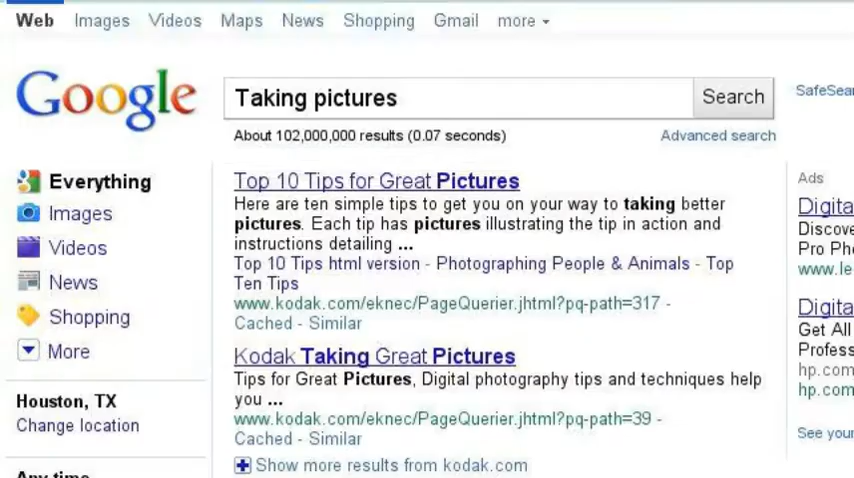 Web Images Videos Maps News Shopping Gmail more
Google
Taking pictures
Search
About 102,000,000 results (0.07 seconds)
Advanced search
Everything
Images
Videos
News
Shopping
More
Houston, TX
Change location
Any time
Top 10 Tips for Great Pictures
Here are ten simple tips to get you on your way to taking better
pictures. Each tip has pictures illustrating the tip in action and
instructions detailing ...
Top 10 Tips html version - Photographing People & Animals - Top
Ten Tips
www.kodak.com/eknec/PageQuerier.jhtml?pq-path=317 -
Cached - Similar
Kodak Taking Great Pictures
Tips for Great Pictures, Digital photography tips and techniques help
you ...
www.kodak.com/eknec/PageQuerier.jhtml?pq-path=39 -
Cached - Similar
Show more results from kodak.com
SafeSear
Ads
Digita
Discove
Pro Pho
www.le
Digita
Get All
Profess
hp.com
hp.com
See your